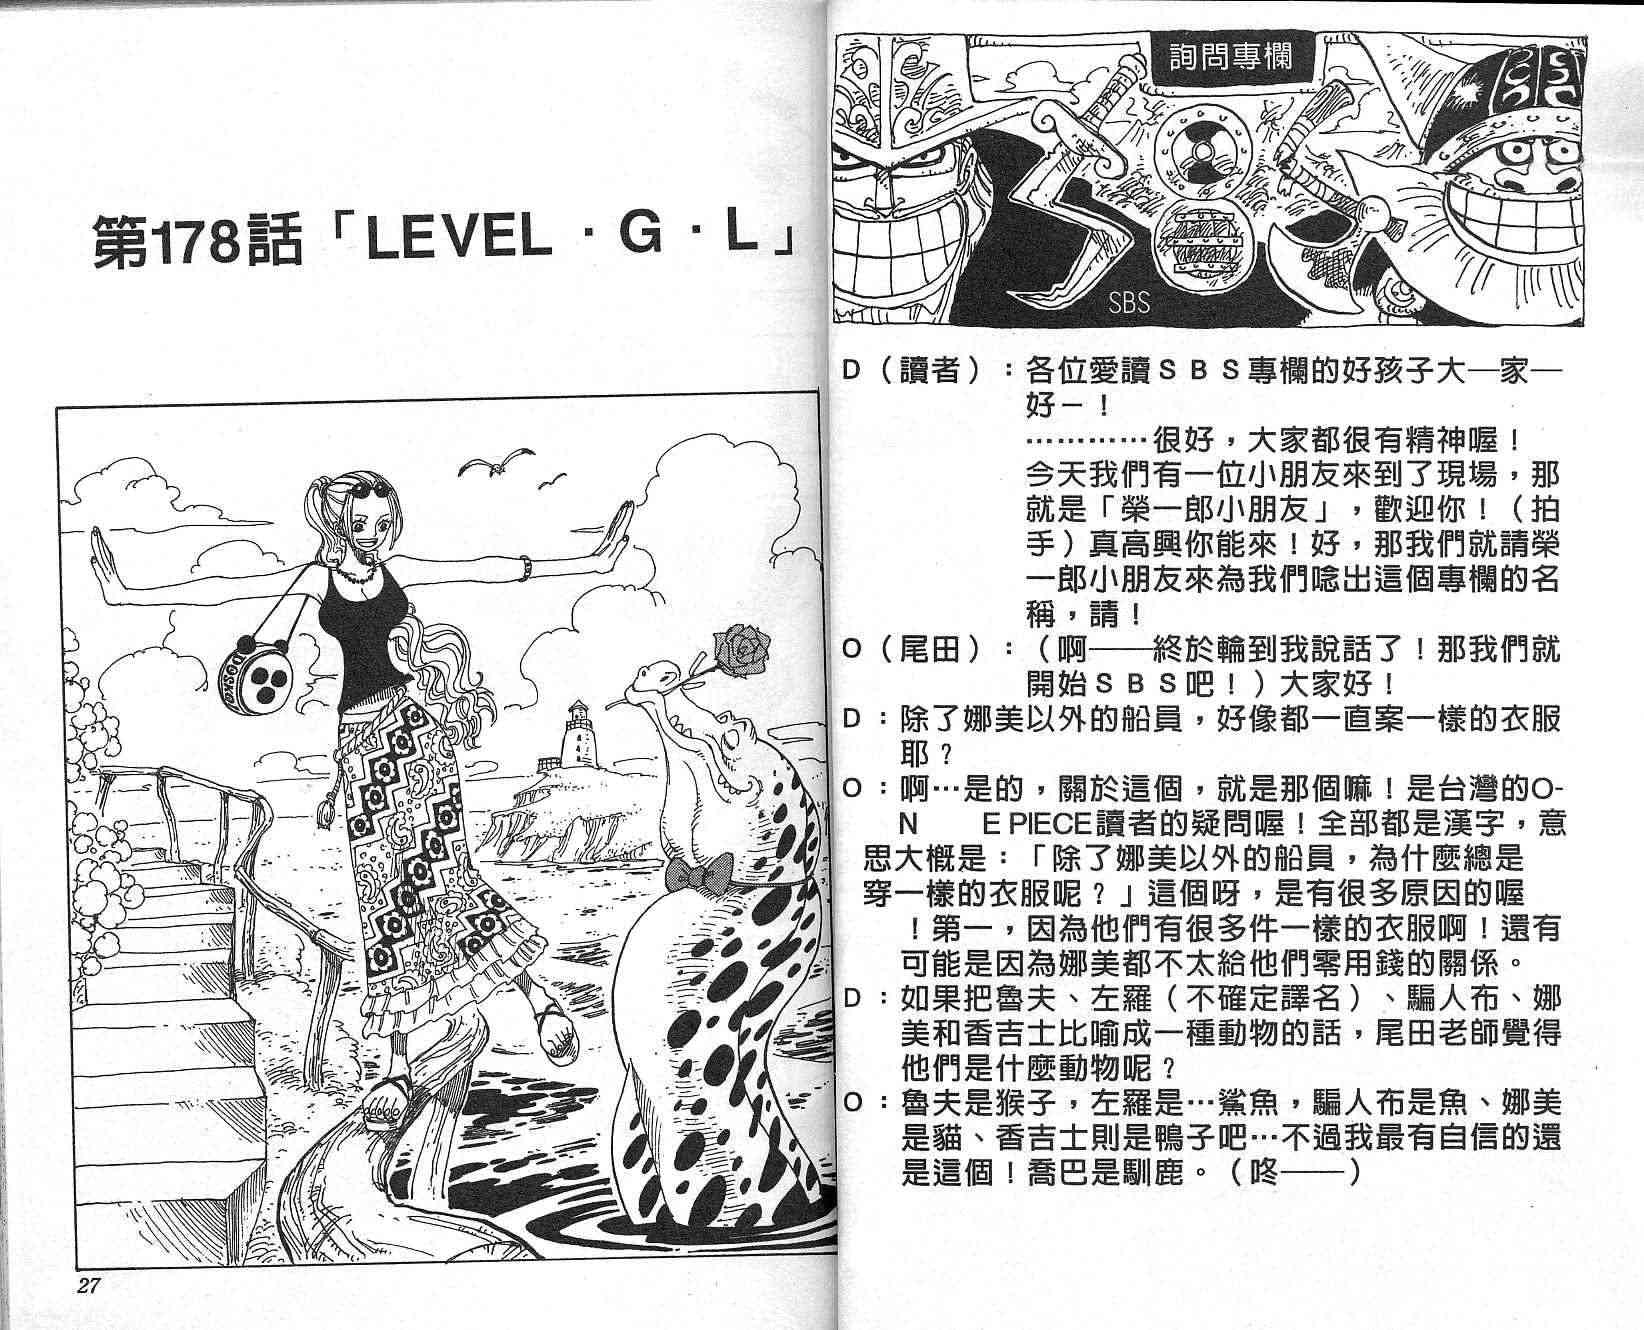 詢問專欄
SBS
D（讀者）：各位愛讀ＳＢＳ專欄的好孩子大─家─
好－！
…………很好，大家都很有精神喔！
今天我們有一位小朋友來到了現場，那
就是「榮一郎小朋友」，歡迎你！（拍
手）真高興你能來！好，那我們就請榮
一郎小朋友來為我們唸出這個專欄的名
稱，請！
O（尾田）：（啊──終於輪到我說話了！那我們就
開始ＳＢＳ吧！）大家好！
D：除了娜美以外的船員，好像都一直案一樣的衣服
耶？
O：啊…是的，關於這個，就是那個嘛！是台灣的O-
N　E PIECE讀者的疑問喔！全部都是漢字，意
思大概是：「除了娜美以外的船員，為什麼總是
穿一樣的衣服呢？」這個呀，是有很多原因的喔
！第一，因為他們有很多件一樣的衣服啊！還有
可能是因為娜美都不太給他們零用錢的關係。
D：如果把魯夫、左羅（不確定譯名）、騙人布、娜
美和香吉士比喻成一種動物的話，尾田老師覺得
他們是什麼動物呢？
O：魯夫是猴子，左羅是…鯊魚，騙人布是魚、娜美
是貓、香吉士則是鴨子吧…不過我最有自信的還
是這個！喬巴是馴鹿。（咚──）
第178話「LEVEL・G・L」
DOSKOI
27